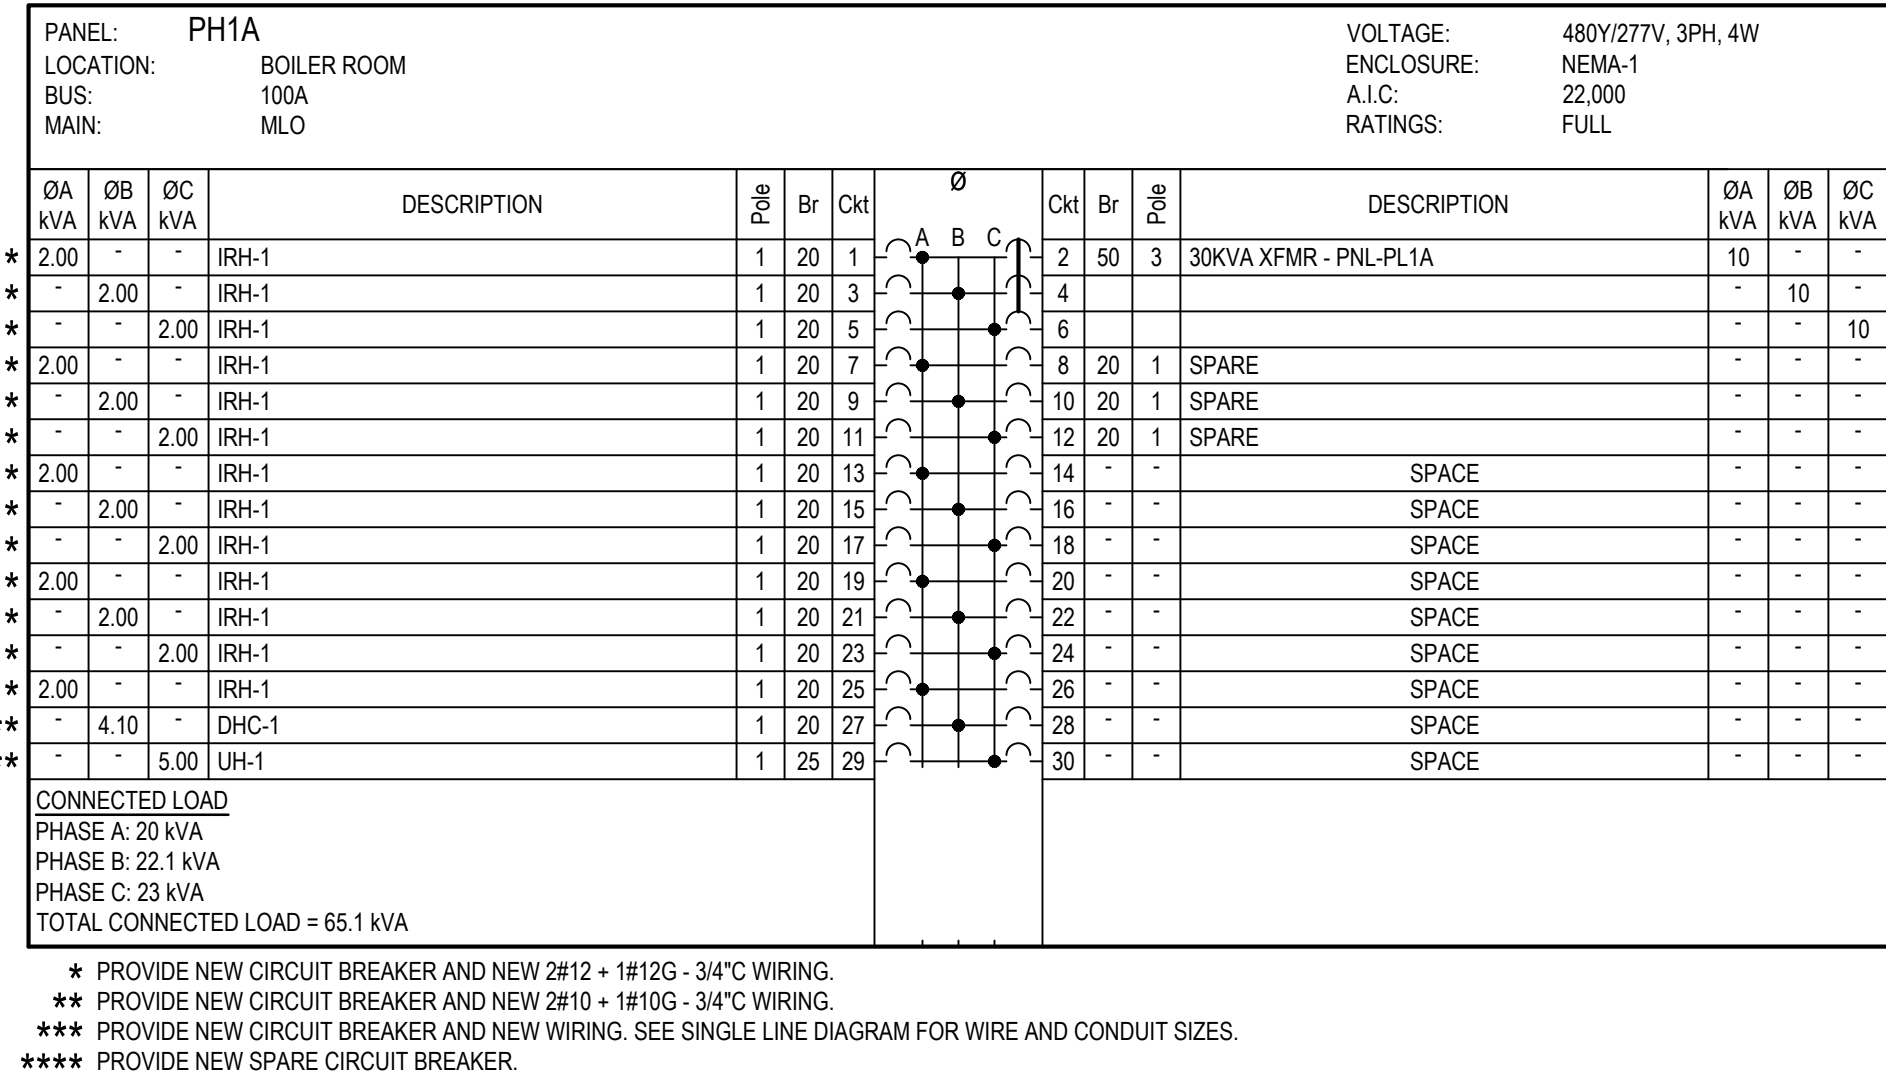 PANEL: PH1A
LOCATION: BOILER ROOM
BUS: 100A
MAIN: MLO
VOLTAGE: 480Y/277V, 3PH, 4W
ENCLOSURE: NEMA-1
A.I.C: 22,000
RATINGS: FULL
ØA kVA ØB kVA ØC kVA DESCRIPTION Pole Br Ckt Ø A B C Ckt Br Pole DESCRIPTION ØA kVA ØB kVA ØC kVA
* 2.00 - - IRH-1 1 20 1 2 50 3 30KVA XFMR - PNL-PL1A 10 - -
* - 2.00 - IRH-1 1 20 3 4 - 10 -
* - - 2.00 IRH-1 1 20 5 6 - - 10
* 2.00 - - IRH-1 1 20 7 8 20 1 SPARE - - -
* - 2.00 - IRH-1 1 20 9 10 20 1 SPARE - - -
* - - 2.00 IRH-1 1 20 11 12 20 1 SPARE - - -
* 2.00 - - IRH-1 1 20 13 14 - - SPACE - - -
* - 2.00 - IRH-1 1 20 15 16 - - SPACE - - -
* - - 2.00 IRH-1 1 20 17 18 - - SPACE - - -
* 2.00 - - IRH-1 1 20 19 20 - - SPACE - - -
* - 2.00 - IRH-1 1 20 21 22 - - SPACE - - -
* - - 2.00 IRH-1 1 20 23 24 - - SPACE - - -
* 2.00 - - IRH-1 1 20 25 26 - - SPACE - - -
** - 4.10 - DHC-1 1 20 27 28 - - SPACE - - -
** - - 5.00 UH-1 1 25 29 30 - - SPACE - - -
CONNECTED LOAD
PHASE A: 20 kVA
PHASE B: 22.1 kVA
PHASE C: 23 kVA
TOTAL CONNECTED LOAD = 65.1 kVA
* PROVIDE NEW CIRCUIT BREAKER AND NEW 2#12 + 1#12G - 3/4"C WIRING.
** PROVIDE NEW CIRCUIT BREAKER AND NEW 2#10 + 1#10G - 3/4"C WIRING.
*** PROVIDE NEW CIRCUIT BREAKER AND NEW WIRING. SEE SINGLE LINE DIAGRAM FOR WIRE AND CONDUIT SIZES.
**** PROVIDE NEW SPARE CIRCUIT BREAKER.